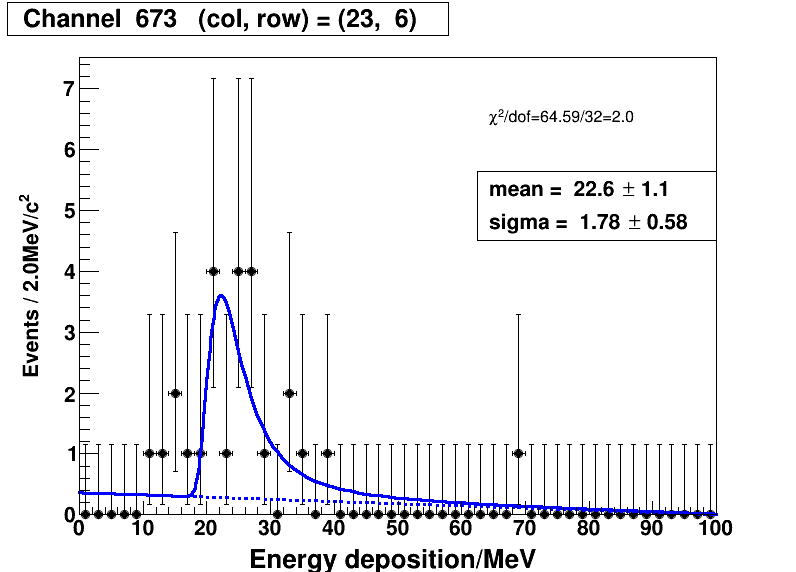 Channel 673 (col, row) = (23, 6)
χ²/dof=64.59/32=2.0
mean = 22.6 ± 1.1
sigma = 1.78 ± 0.58
Events / 2.0MeV/c²
7
6
5
4
3
2
1
0
0 10 20 30 40 50 60 70 80 90 100
Energy deposition/MeV